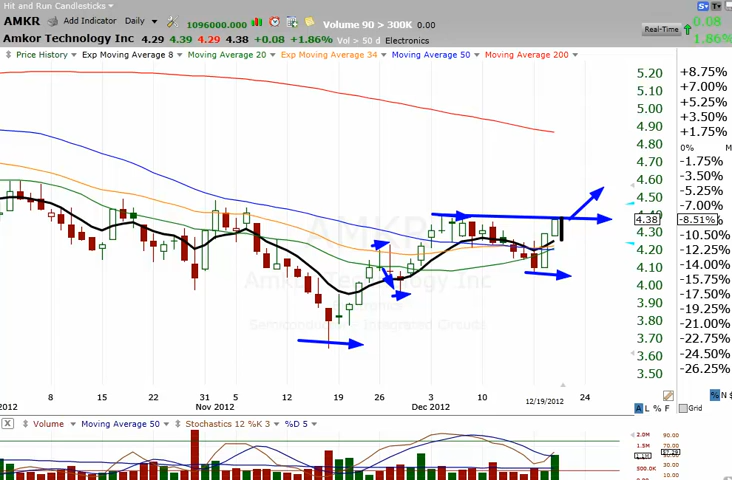 Hit and Run Candlesticks
AMKR Add Indicator Daily 1096000.000 Volume 90 > 300K 0.00
Amkor Technology Inc 4.29 4.39 4.29 4.38 +0.08 +1.86% Vol > 50 d Electronics
Real-Time 0.08
1.86%
Price History Exp Moving Average 8 Moving Average 20 Exp Moving Average 34 Moving Average 50 Moving Average 200
5.20 +8.75%
5.10 +7.00%
5.00 +5.25%
4.90 +3.50%
4.80 +1.75%
0%
4.70 -1.75%
4.60 -3.50%
4.50 -5.25%
4.40 -7.00%
4.38 -8.51%
4.30 -10.50%
4.20 -12.25%
4.10 -14.00%
4.00 -15.75%
3.90 -17.50%
3.80 -19.25%
3.70 -21.00%
3.60 -22.75%
3.50 -24.50%
-26.25%
AMKR
Amkor Technology Inc
Semiconductor - Integrated Circuits
8 15 22 31 5 12 19 26 3 10 12/19/2012 24
2012 Nov 2012 Dec 2012
A L % F Grid
X Volume Moving Average 50 Stochastics 12 %K 3 %D 5
2.0M 90.00
1.5M 70.00
500.0K 30.00
10.00